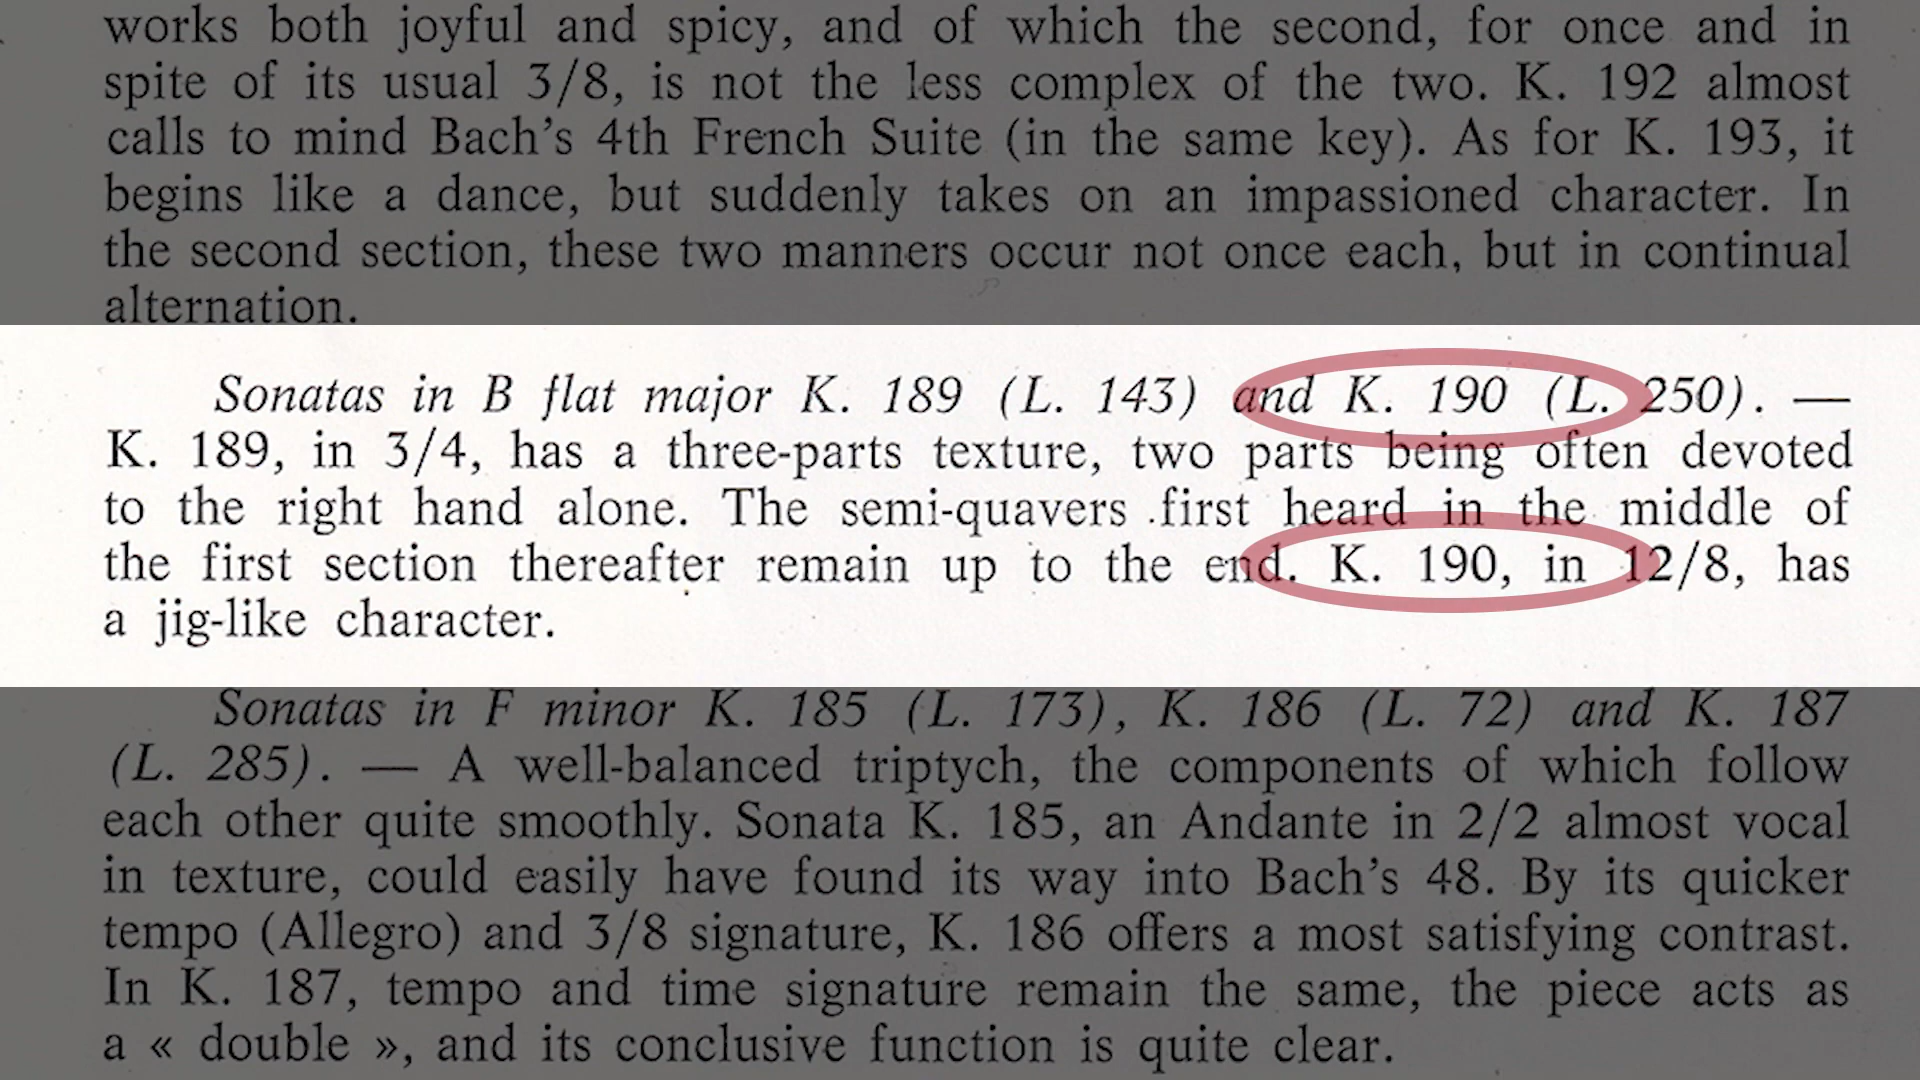 works both joyful and spicy, and of which the second, for once and in
spite of its usual 3/8, is not the less complex of the two. K. 192 almost
calls to mind Bach’s 4th French Suite (in the same key). As for K. 193, it
begins like a dance, but suddenly takes on an impassioned character. In
the second section, these two manners occur not once each, but in continual
alternation.
Sonatas in B flat major K. 189 (L. 143) and K. 190 (L. 250). —
K. 189, in 3/4, has a three-parts texture, two parts being often devoted
to the right hand alone. The semi-quavers first heard in the middle of
the first section thereafter remain up to the end. K. 190, in 12/8, has
a jig-like character.
Sonatas in F minor K. 185 (L. 173), K. 186 (L. 72) and K. 187
(L. 285). — A well-balanced triptych, the components of which follow
each other quite smoothly. Sonata K. 185, an Andante in 2/2 almost vocal
in texture, could easily have found its way into Bach’s 48. By its quicker
tempo (Allegro) and 3/8 signature, K. 186 offers a most satisfying contrast.
In K. 187, tempo and time signature remain the same, the piece acts as
a « double », and its conclusive function is quite clear.